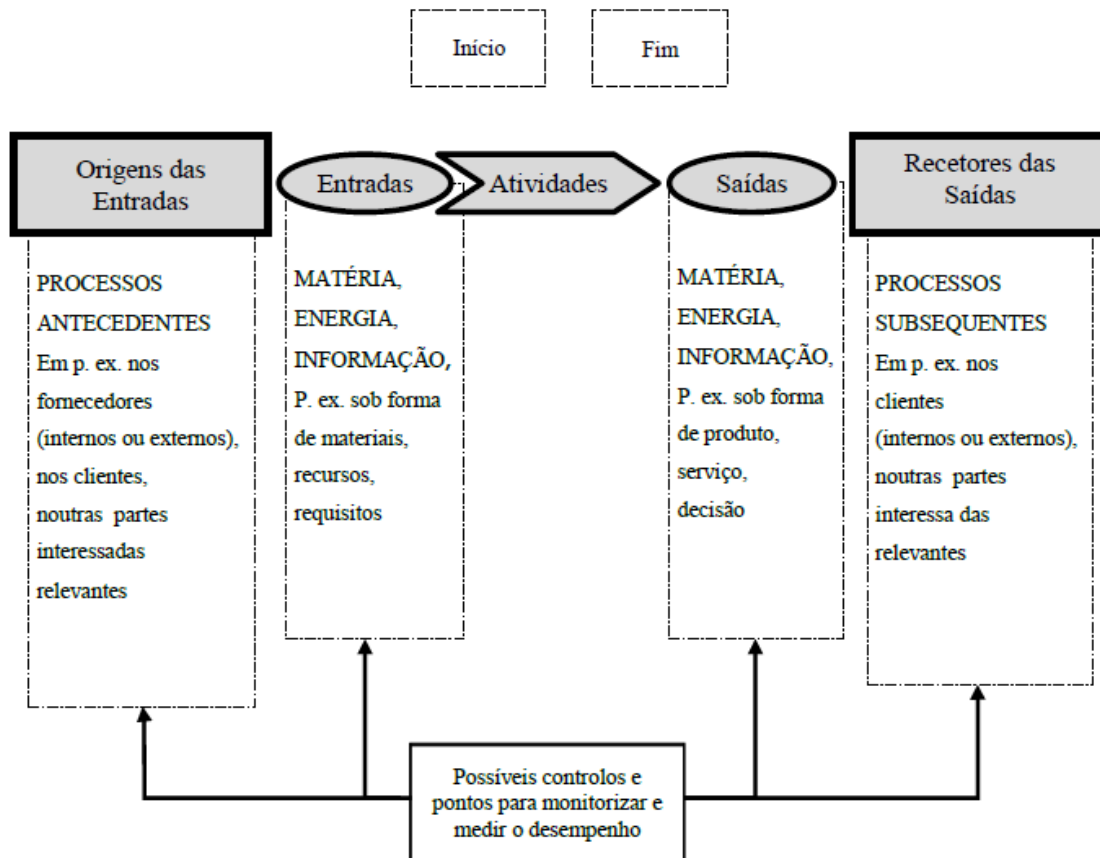 Início
Fim
Origens das
Entradas
Entradas
Atividades
Saídas
Recetores das
Saídas
PROCESSOS
ANTECEDENTES
Em p. ex. nos
fornecedores
(internos ou externos),
nos clientes,
noutras partes
interessadas
relevantes
MATÉRIA,
ENERGIA,
INFORMAÇÃO,
P. ex. sob forma
de materiais,
recursos,
requisitos
MATÉRIA,
ENERGIA,
INFORMAÇÃO,
P. ex. sob forma
de produto,
serviço,
decisão
PROCESSOS
SUBSEQUENTES
Em p. ex. nos
clientes
(internos ou externos),
noutras partes
interessa das
relevantes
Possíveis controlos e
pontos para monitorizar e
medir o desempenho